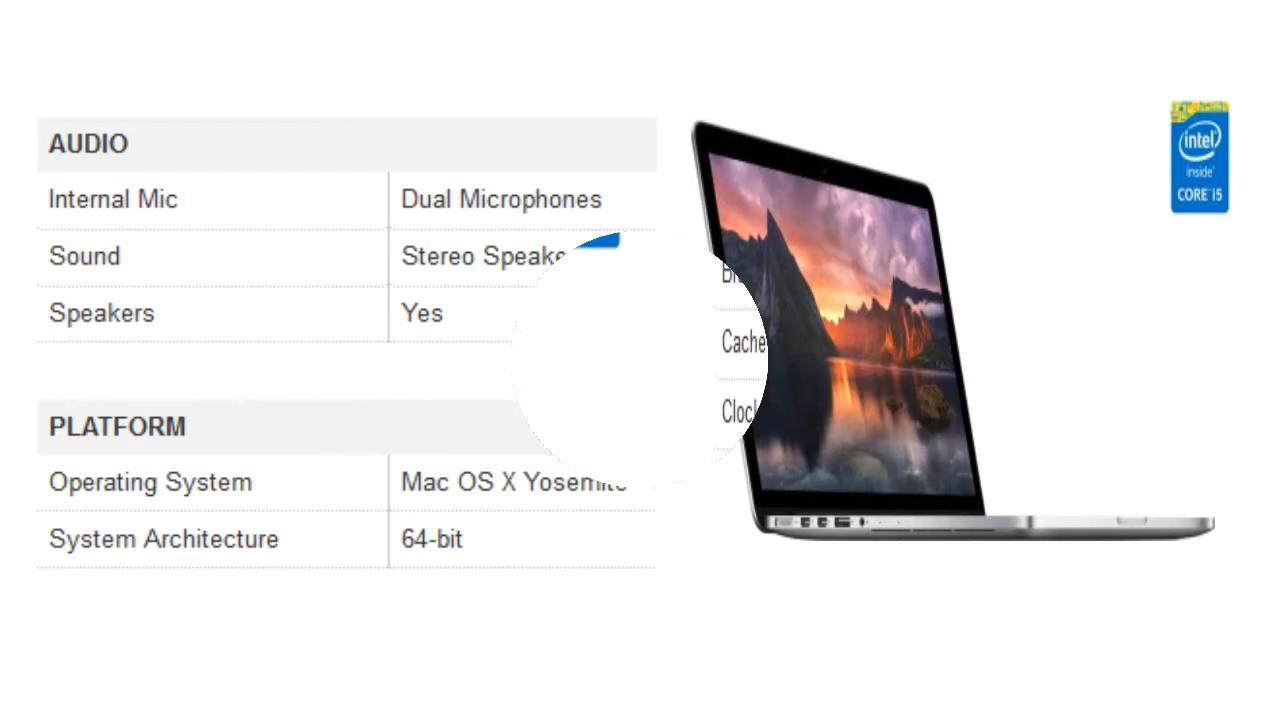 AUDIO
Internal Mic Dual Microphones
Sound Stereo
Speakers Yes
PLATFORM
Operating System Mac OS X Yosemite
System Architecture 64-bit
Cache
intel
inside
CORE i5